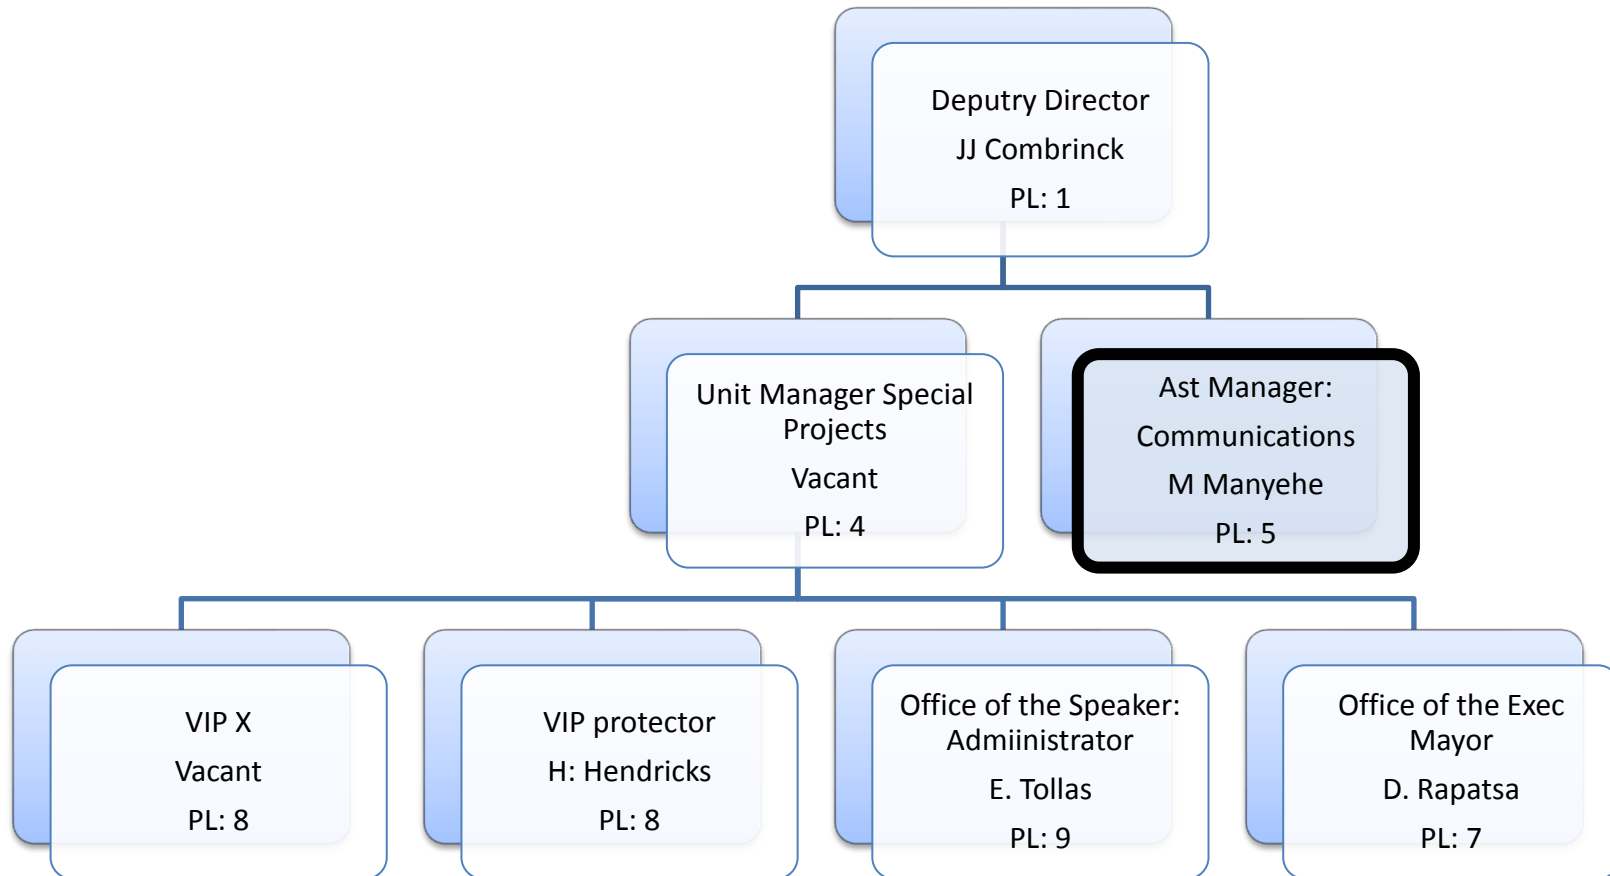 Deputry Director
JJ Combrinck
PL: 1
Unit Manager Special
Projects
Vacant
PL: 4
Ast Manager:
Communications
M Manyehe
PL: 5
VIP X
Vacant
PL: 8
VIP protector
H: Hendricks
PL: 8
Office of the Speaker:
Admiinistrator
E. Tollas
PL: 9
Office of the Exec
Mayor
D. Rapatsa
PL: 7